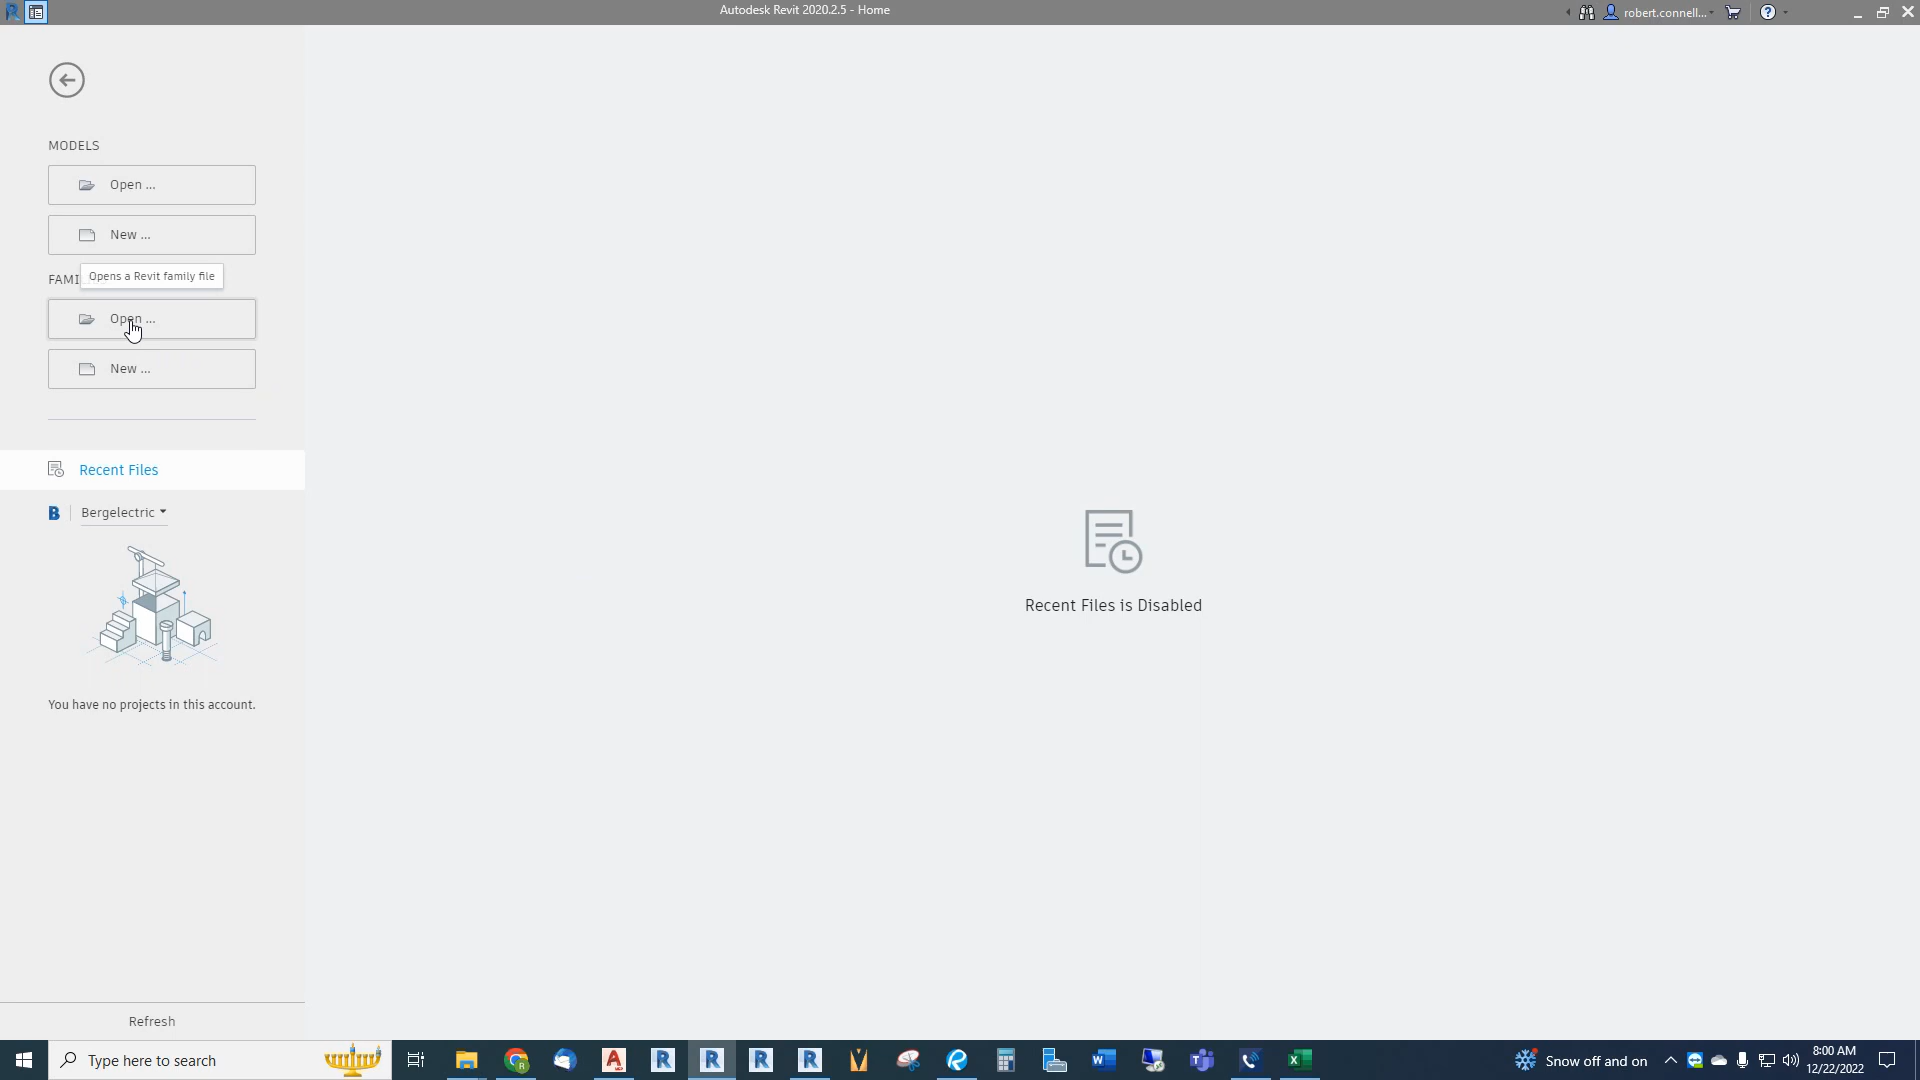 Autodesk Revit 2020.2.5 - Home
robert.connell...
MODELS
Open ...
New ...
Opens a Revit family file
Open ...
New ...
Recent Files
B
Bergelectric
You have no projects in this account.
Recent Files is Disabled
Refresh
Type here to search
Snow off and on
8:00 AM
12/22/2022